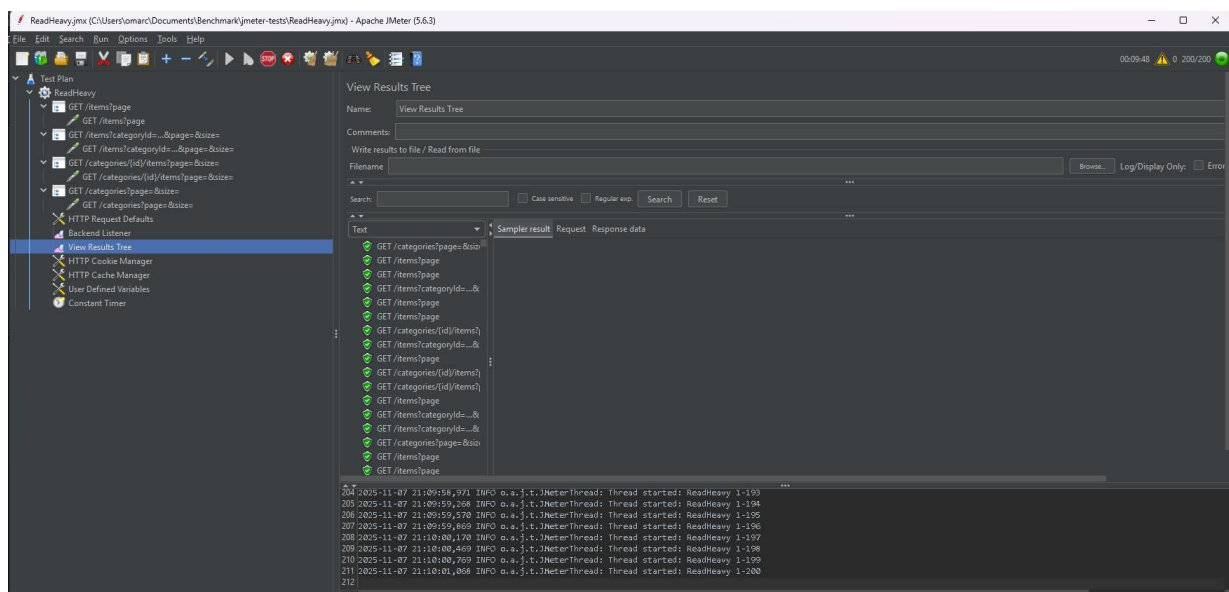 ReadHeavy.jmx (C:\Users\omarc\Documents\Benchmark\jmeter-tests\ReadHeavy.jmx) - Apache JMeter (5.6.3)
File Edit Search Run Options Tools Help
STOP
00:09:48 0 200/200
Test Plan
ReadHeavy
GET /items?page
GET /items?page
GET /items?categoryId=...&page=&size=
GET /items?categoryId=...&page=&size=
GET /categories/{id}/items?page=&size=
GET /categories/{id}/items?page=&size=
GET /categories?page=&size=
GET /categories?page=&size=
HTTP Request Defaults
Backend Listener
View Results Tree
HTTP Cookie Manager
HTTP Cache Manager
User Defined Variables
Constant Timer
View Results Tree
Name: View Results Tree
Comments:
Write results to file / Read from file
Filename Browse... Log/Display Only: Error
Search: Case sensitive Regular exp. Search Reset
Text Sampler result Request Response data
GET /categories?page=&size
GET /items?page
GET /items?page
GET /items?categoryId=...&
GET /items?page
GET /items?page
GET /categories/{id}/items?p
GET /items?categoryId=...&
GET /items?page
GET /categories/{id}/items?p
GET /categories/{id}/items?p
GET /items?page
GET /items?categoryId=...&
GET /items?categoryId=...&
GET /categories?page=&size
GET /items?page
GET /items?page
204 2025-11-07 21:09:58,971 INFO o.a.j.t.JMeterThread: Thread started: ReadHeavy 1-193
205 2025-11-07 21:09:59,268 INFO o.a.j.t.JMeterThread: Thread started: ReadHeavy 1-194
206 2025-11-07 21:09:59,570 INFO o.a.j.t.JMeterThread: Thread started: ReadHeavy 1-195
207 2025-11-07 21:09:59,869 INFO o.a.j.t.JMeterThread: Thread started: ReadHeavy 1-196
208 2025-11-07 21:10:00,170 INFO o.a.j.t.JMeterThread: Thread started: ReadHeavy 1-197
209 2025-11-07 21:10:00,469 INFO o.a.j.t.JMeterThread: Thread started: ReadHeavy 1-198
210 2025-11-07 21:10:00,769 INFO o.a.j.t.JMeterThread: Thread started: ReadHeavy 1-199
211 2025-11-07 21:10:01,068 INFO o.a.j.t.JMeterThread: Thread started: ReadHeavy 1-200
212